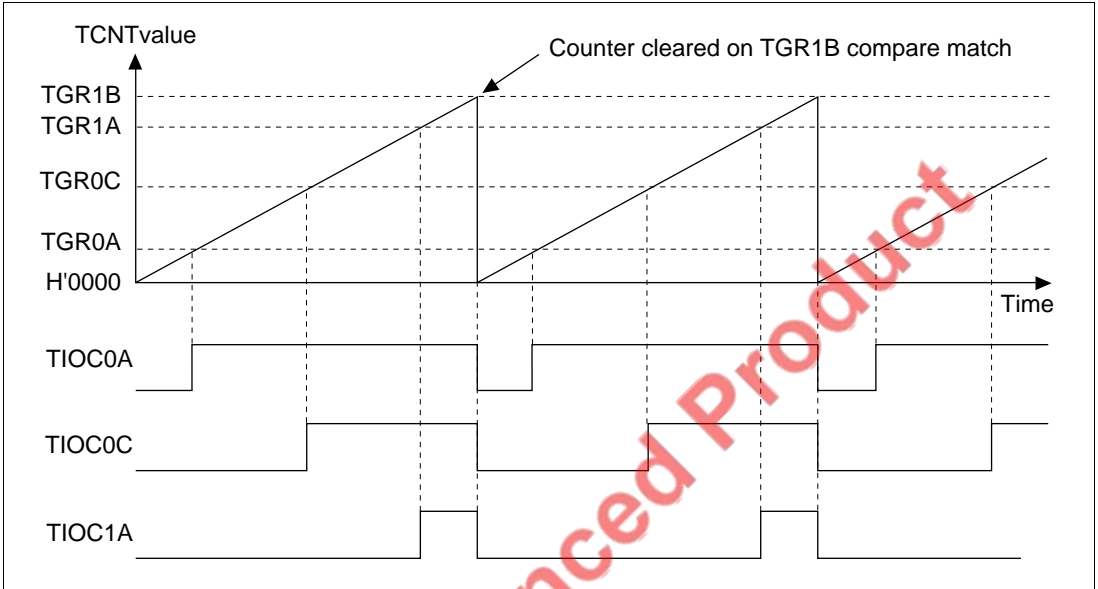 TCNTvalue
Counter cleared on TGR1B compare match
TGR1B
TGR1A
TGR0C
TGR0A
H'0000
Time
TIOC0A
TIOC0C
TIOC1A
nced Product